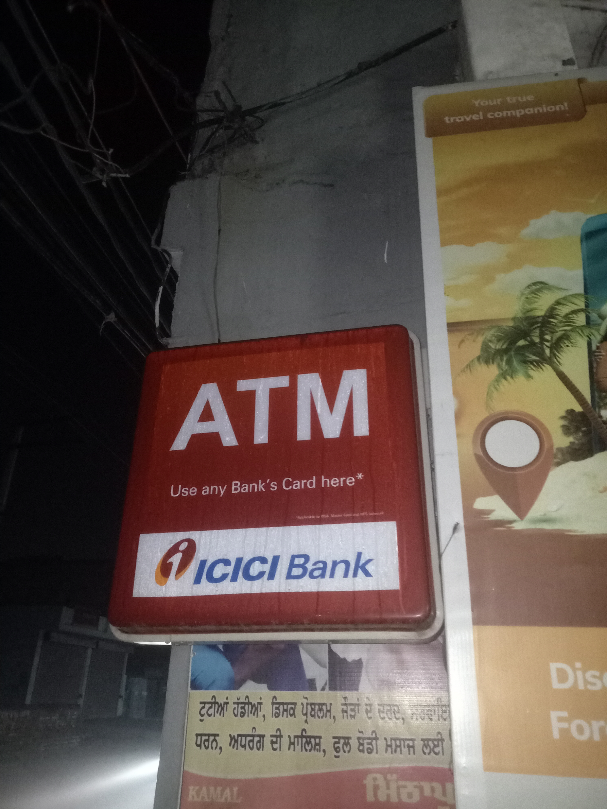 Your true
travel companion!
ATM
Use any Bank's Card here*
ICICI Bank
ਟੁਟੀਆਂ ਹੱਡੀਆਂ, ਡਿਸਕ ਪ੍ਰੋਬਲਮ, ਜੋੜਾਂ ਦੇ ਦਰਦ,
ਧਰਨ, ਅਧਰੰਗ ਦੀ ਮਾਲਿਸ਼, ਫੁਲ ਬੋਡੀ ਮਸਾਜ ਲਈ
KAMAL
Dis
For